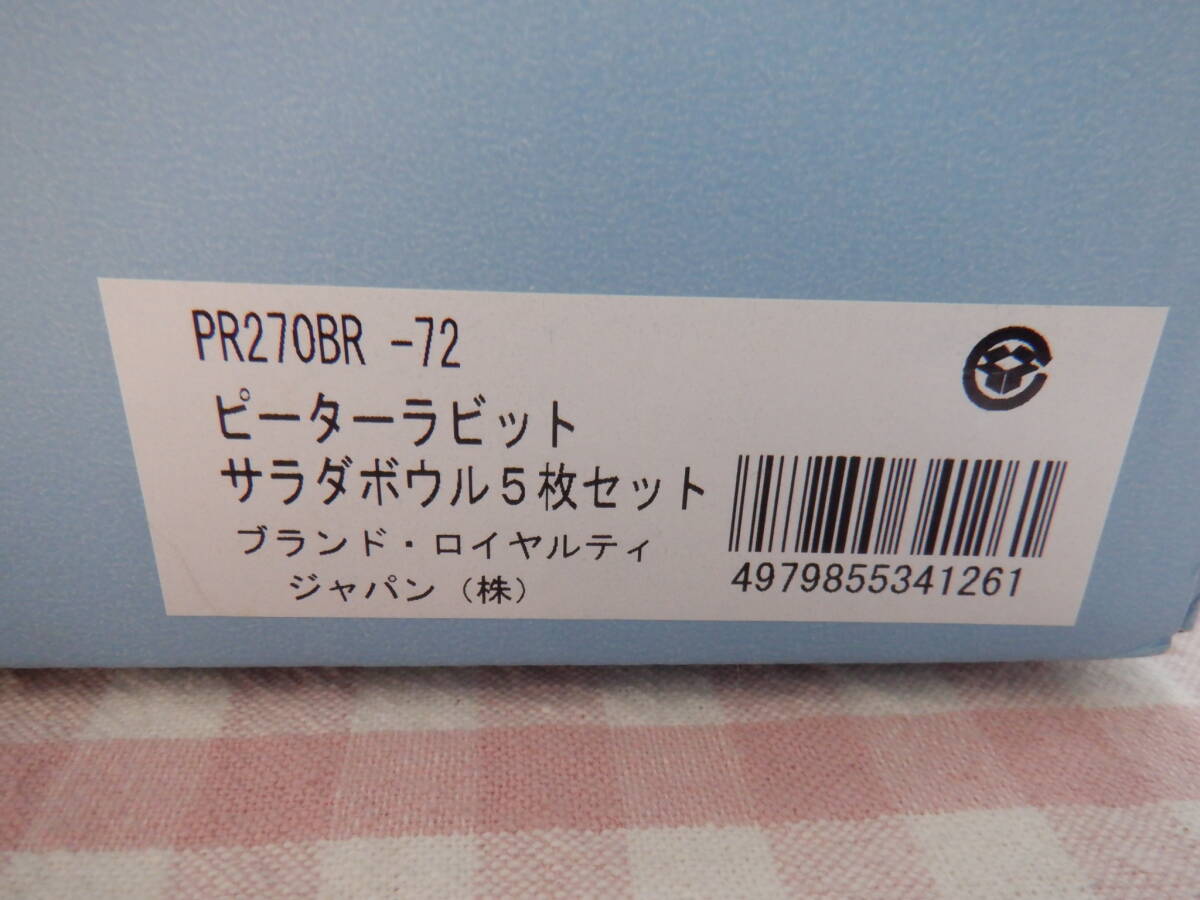 PR270BR -72
ピーターラビット
サラダボウル5枚セット
ブランド・ロイヤルティ
ジャパン（株）
4979855341261